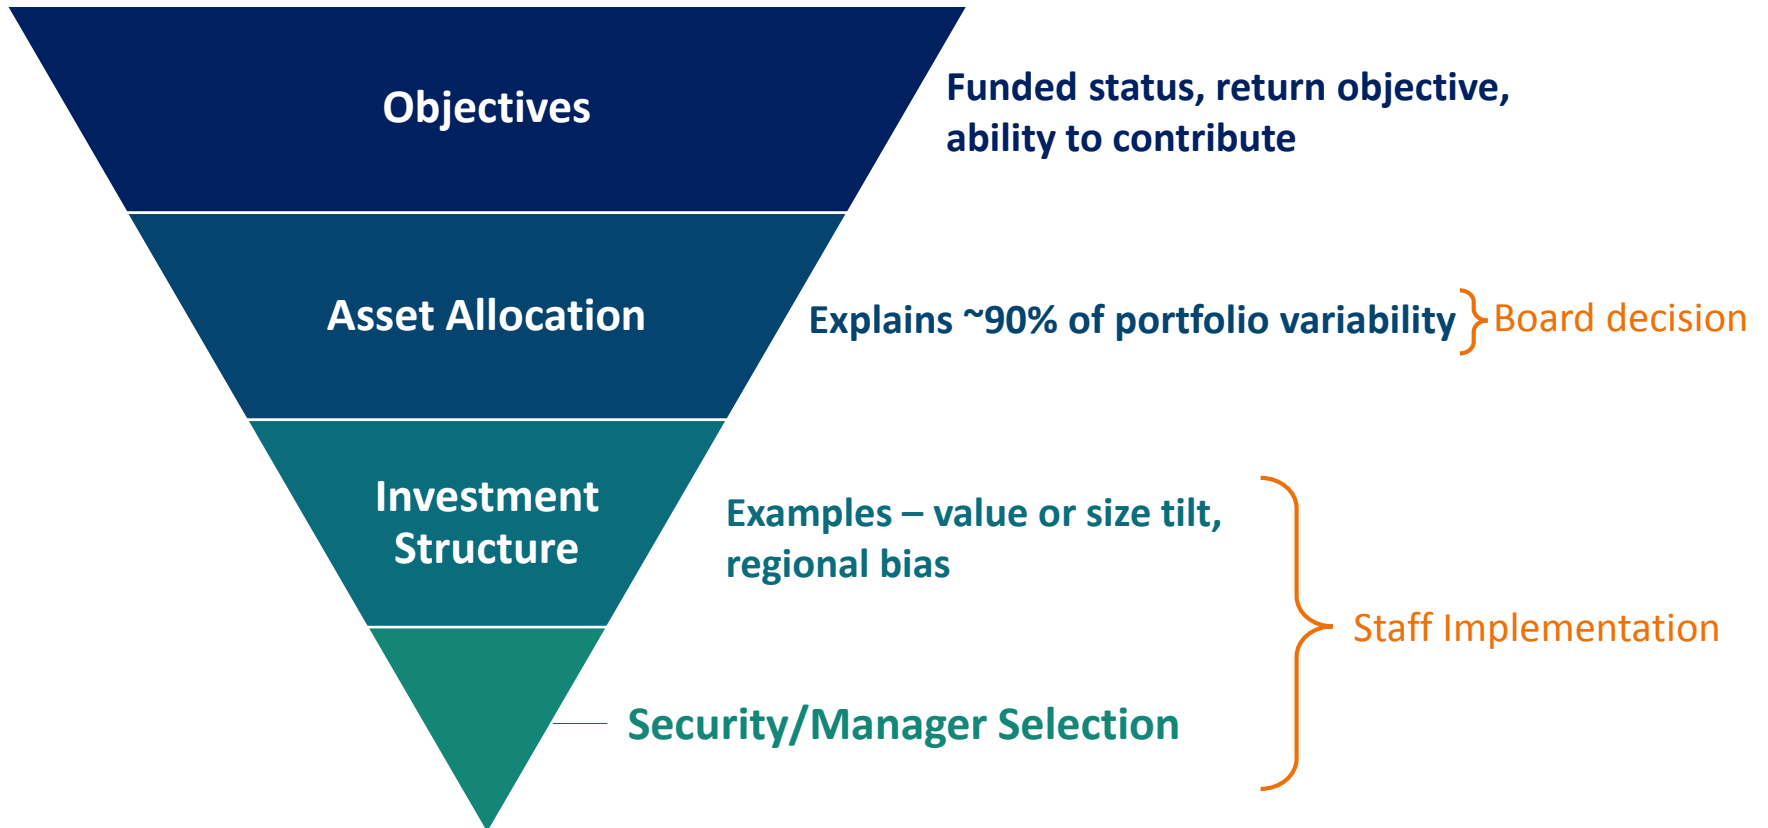 Objectives
Funded status, return objective,
ability to contribute
Asset Allocation
Explains ~90% of portfolio variability
Board decision
Investment
Structure
Examples – value or size tilt,
regional bias
Staff Implementation
Security/Manager Selection